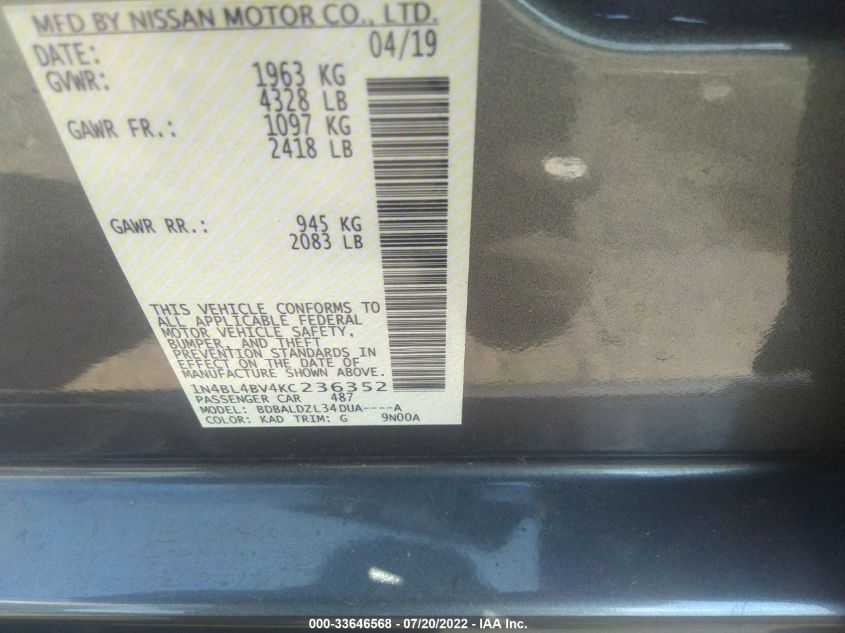 MFD BY NISSAN MOTOR CO., LTD.
DATE: 04/19
GVWR: 1963 KG
4328 LB
GAWR FR.: 1097 KG
2418 LB
GAWR RR.: 945 KG
2083 LB
THIS VEHICLE CONFORMS TO
ALL APPLICABLE FEDERAL
MOTOR VEHICLE SAFETY,
BUMPER, AND THEFT
PREVENTION STANDARDS IN
EFFECT ON THE DATE OF
MANUFACTURE SHOWN ABOVE.
1N4BL4BV4KC236352
PASSENGER CAR 487
MODEL: BDBALDZL34DUA----A
COLOR: KAD TRIM: G 9N00A
000-33646568 - 07/20/2022 - IAA Inc.